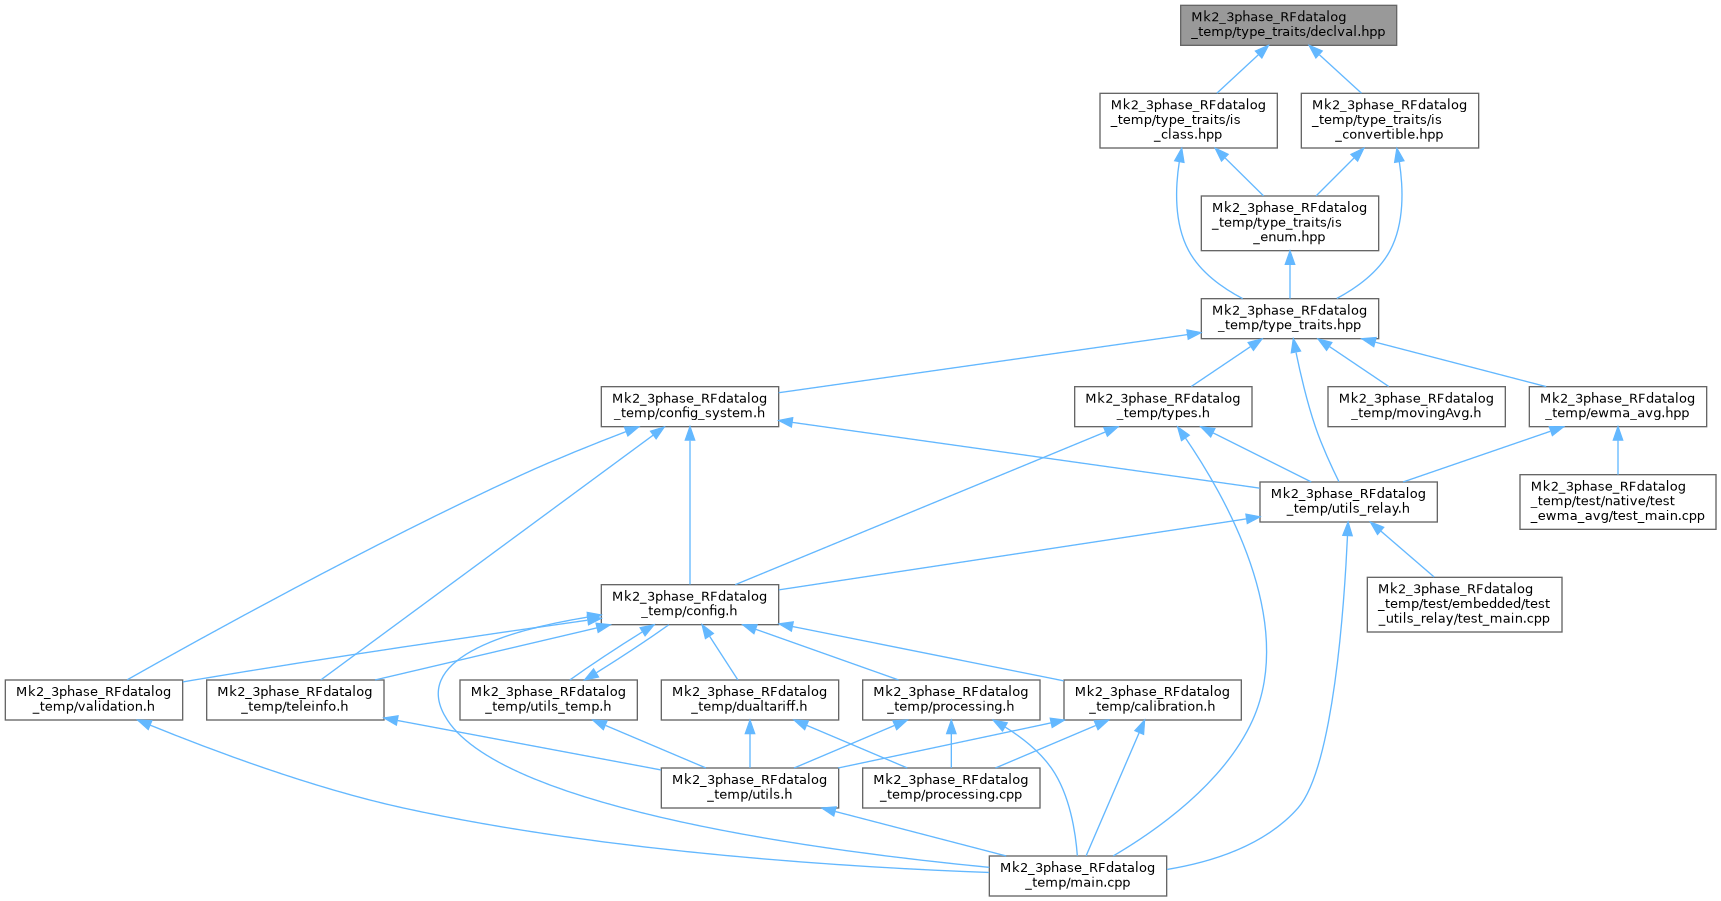 Mk2_3phase_RFdatalog
_temp/type_traits/declval.hpp
Mk2_3phase_RFdatalog
_temp/type_traits/is
_class.hpp
Mk2_3phase_RFdatalog
_temp/type_traits/is
_convertible.hpp
Mk2_3phase_RFdatalog
_temp/type_traits/is
_enum.hpp
Mk2_3phase_RFdatalog
_temp/type_traits.hpp
Mk2_3phase_RFdatalog
_temp/config_system.h
Mk2_3phase_RFdatalog
_temp/types.h
Mk2_3phase_RFdatalog
_temp/movingAvg.h
Mk2_3phase_RFdatalog
_temp/ewma_avg.hpp
Mk2_3phase_RFdatalog
_temp/utils_relay.h
Mk2_3phase_RFdatalog
_temp/test/native/test
_ewma_avg/test_main.cpp
Mk2_3phase_RFdatalog
_temp/config.h
Mk2_3phase_RFdatalog
_temp/test/embedded/test
_utils_relay/test_main.cpp
Mk2_3phase_RFdatalog
_temp/validation.h
Mk2_3phase_RFdatalog
_temp/teleinfo.h
Mk2_3phase_RFdatalog
_temp/utils_temp.h
Mk2_3phase_RFdatalog
_temp/dualtariff.h
Mk2_3phase_RFdatalog
_temp/processing.h
Mk2_3phase_RFdatalog
_temp/calibration.h
Mk2_3phase_RFdatalog
_temp/utils.h
Mk2_3phase_RFdatalog
_temp/processing.cpp
Mk2_3phase_RFdatalog
_temp/main.cpp